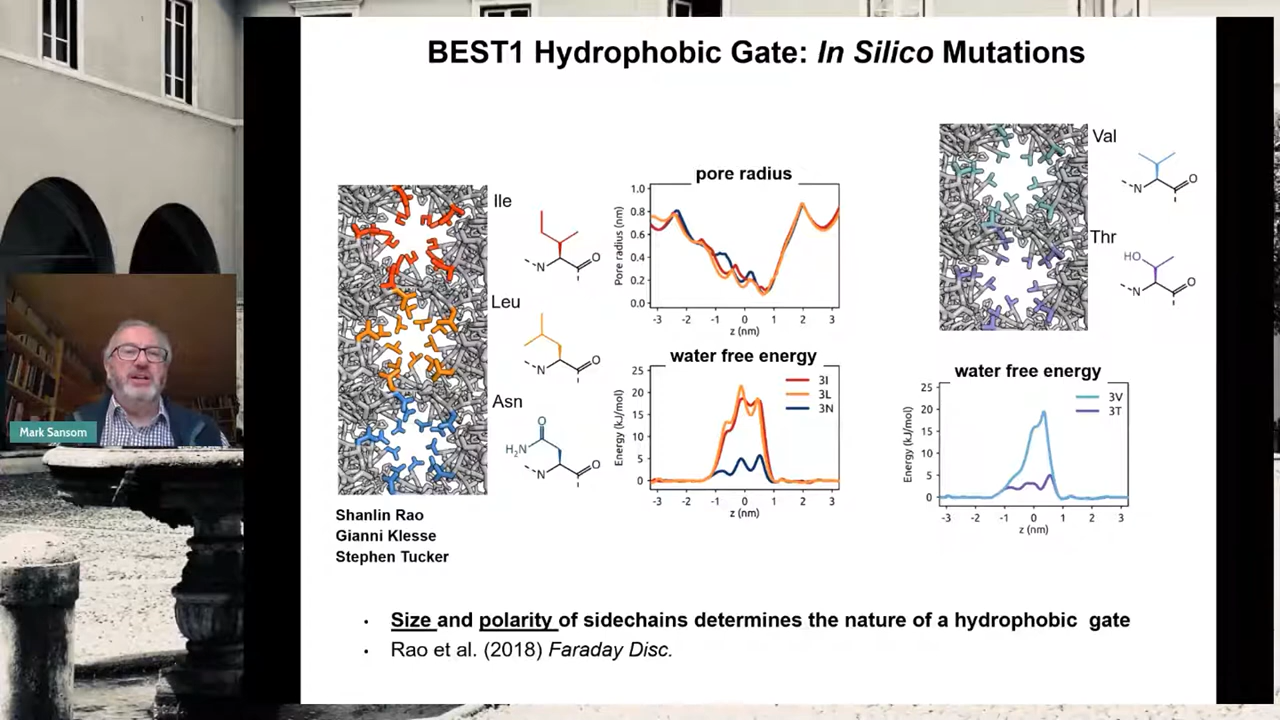 BEST1 Hydrophobic Gate: In Silico Mutations
Ile
N
O
Leu
N
O
Asn
O
H₂N
N
O
Shanlin Rao
Gianni Klesse
Stephen Tucker
pore radius
Pore radius (nm)
1.0
0.8
0.6
0.4
0.2
0.0
-3 -2 -1 0 1 2 3
z (nm)
water free energy
Energy (kJ/mol)
25
20
15
10
5
0
3I
3L
3N
-3 -2 -1 0 1 2 3
z (nm)
Val
N
O
Thr
HO
N
O
water free energy
Energy (kJ/mol)
25
20
15
10
5
0
3V
3T
-3 -2 -1 0 1 2 3
z (nm)
Mark Sansom
• Size and polarity of sidechains determines the nature of a hydrophobic gate
• Rao et al. (2018) Faraday Disc.